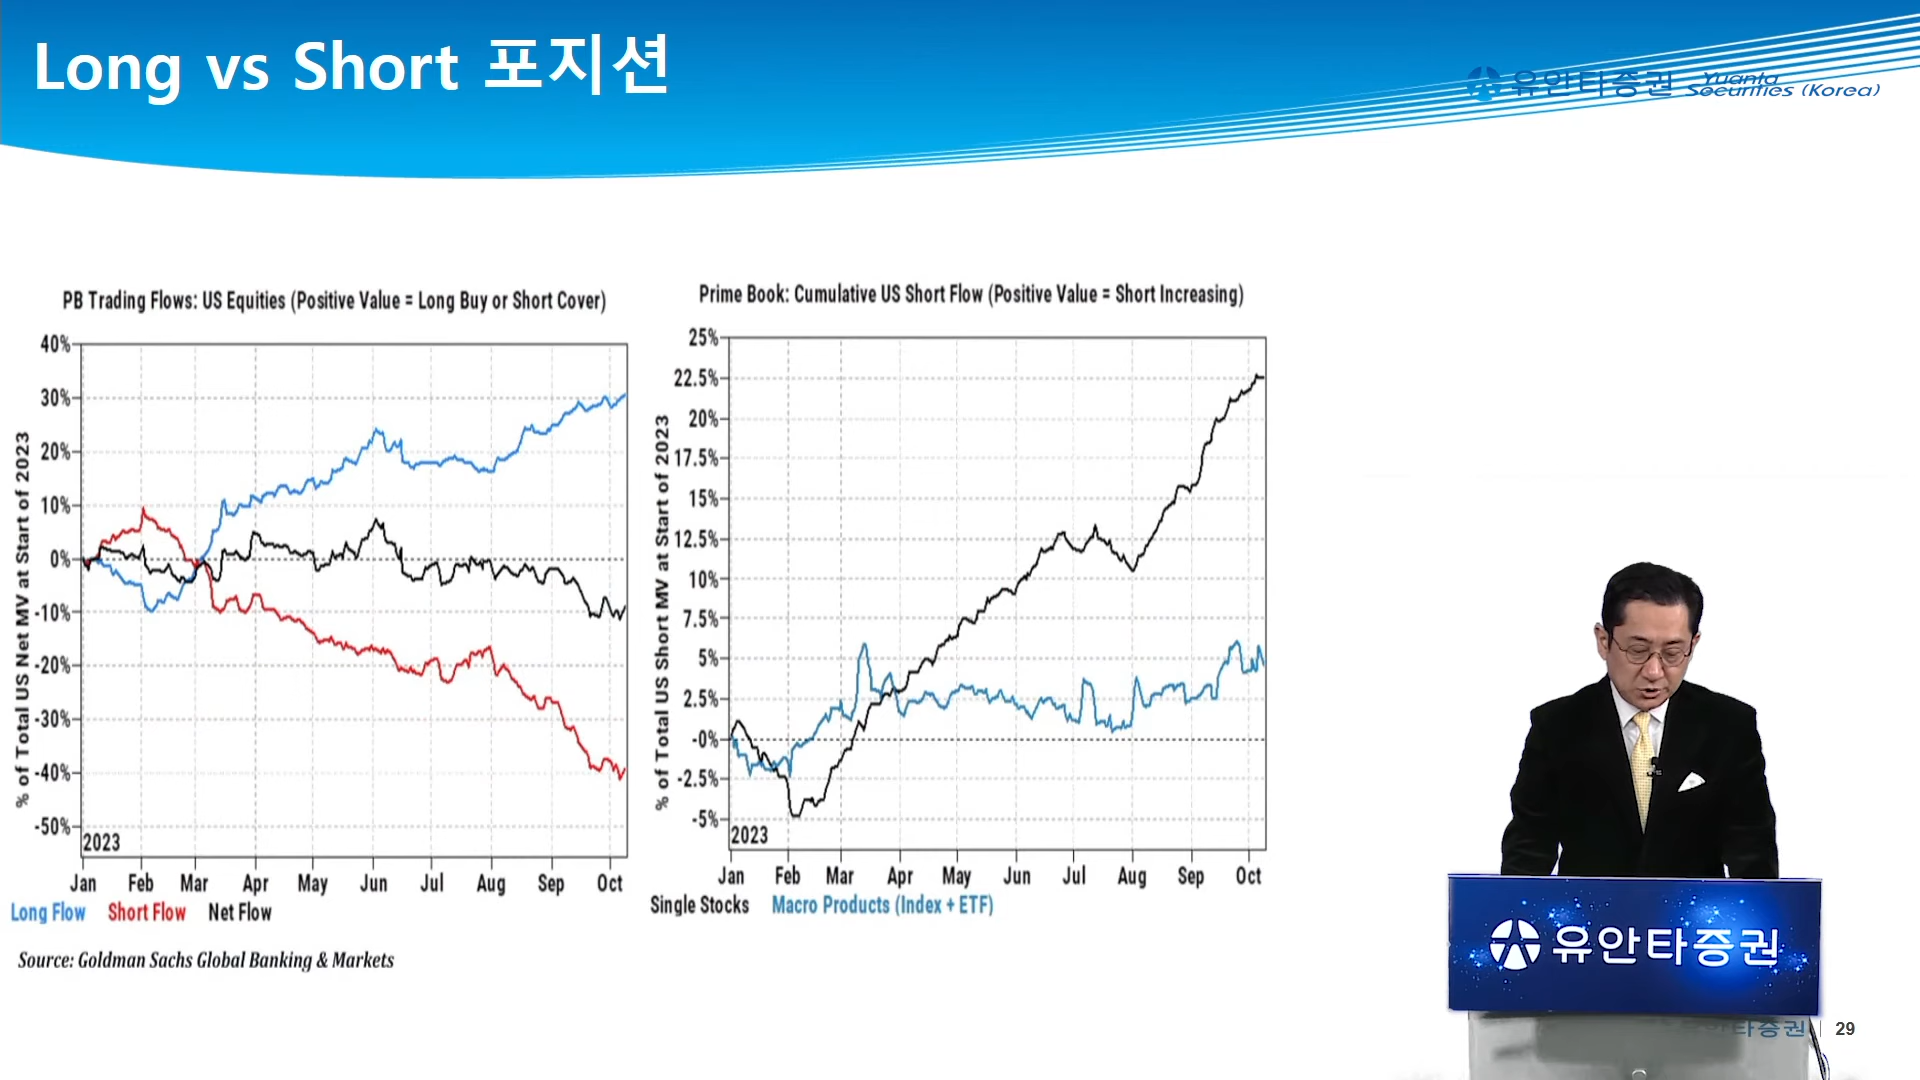 Long vs Short 포지션
유안타증권 Yuanta Securities (Korea)
PB Trading Flows: US Equities (Positive Value = Long Buy or Short Cover)
% of Total US Net MV at Start of 2023
40%
30%
20%
10%
0%
-10%
-20%
-30%
-40%
-50%
2023
Jan Feb Mar Apr May Jun Jul Aug Sep Oct
Long Flow Short Flow Net Flow
Prime Book: Cumulative US Short Flow (Positive Value = Short Increasing)
% of Total US Short MV at Start of 2023
25%
22.5%
20%
17.5%
15%
12.5%
10%
7.5%
5%
2.5%
-0%
-2.5%
-5%
2023
Jan Feb Mar Apr May Jun Jul Aug Sep Oct
Single Stocks Macro Products (Index + ETF)
Source: Goldman Sachs Global Banking & Markets
유안타증권
타증권 29